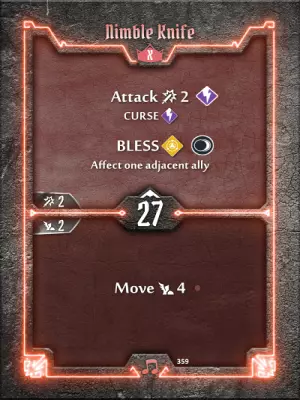 Nimble Knife
X
Attack 2
CURSE
BLESS
Affect one adjacent ally
2
27
2
Move 4
359